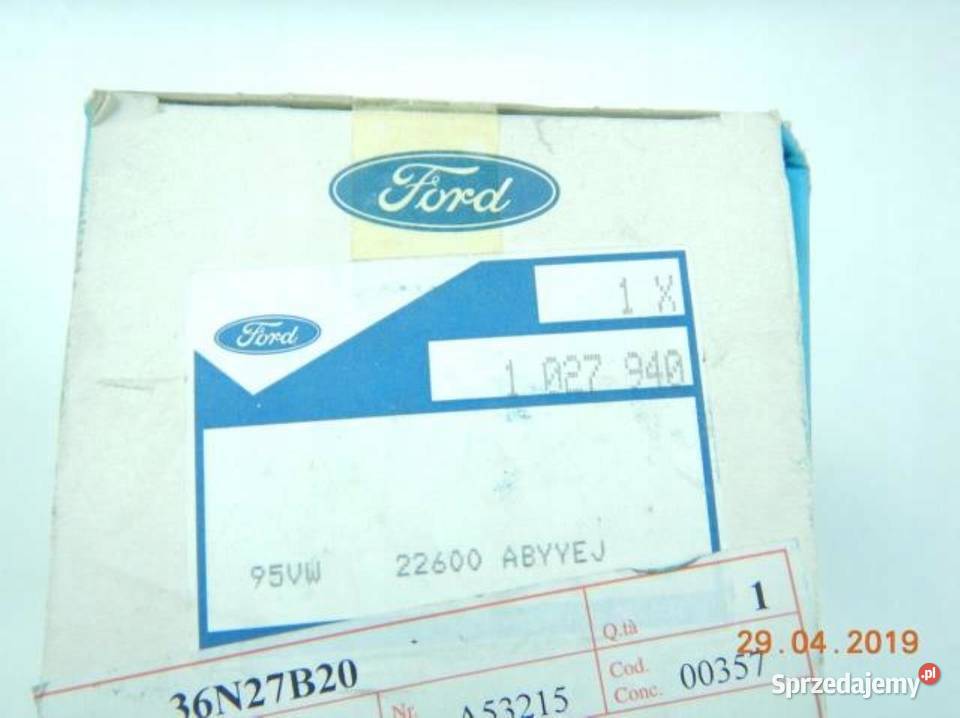 Ford
1 X
Ford
1 027 940
95VW 22600 ABYYEJ
1
Q.tà
29.04.2019
36N27B20
Nr. A53215
Cod. Conc. 00357
Sprzedajemy.pl